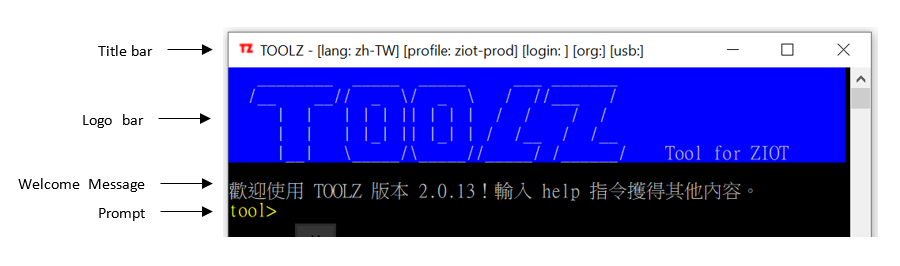 Title bar
TZ TOOLZ - [lang: zh-TW] [profile: ziot-prod] [login: ] [org:] [usb:]
Logo bar
TOOLZ
Tool for ZIOT
Welcome Message
歡迎使用 TOOLZ 版本 2.0.13！輸入 help 指令獲得其他內容。
Prompt
tool>